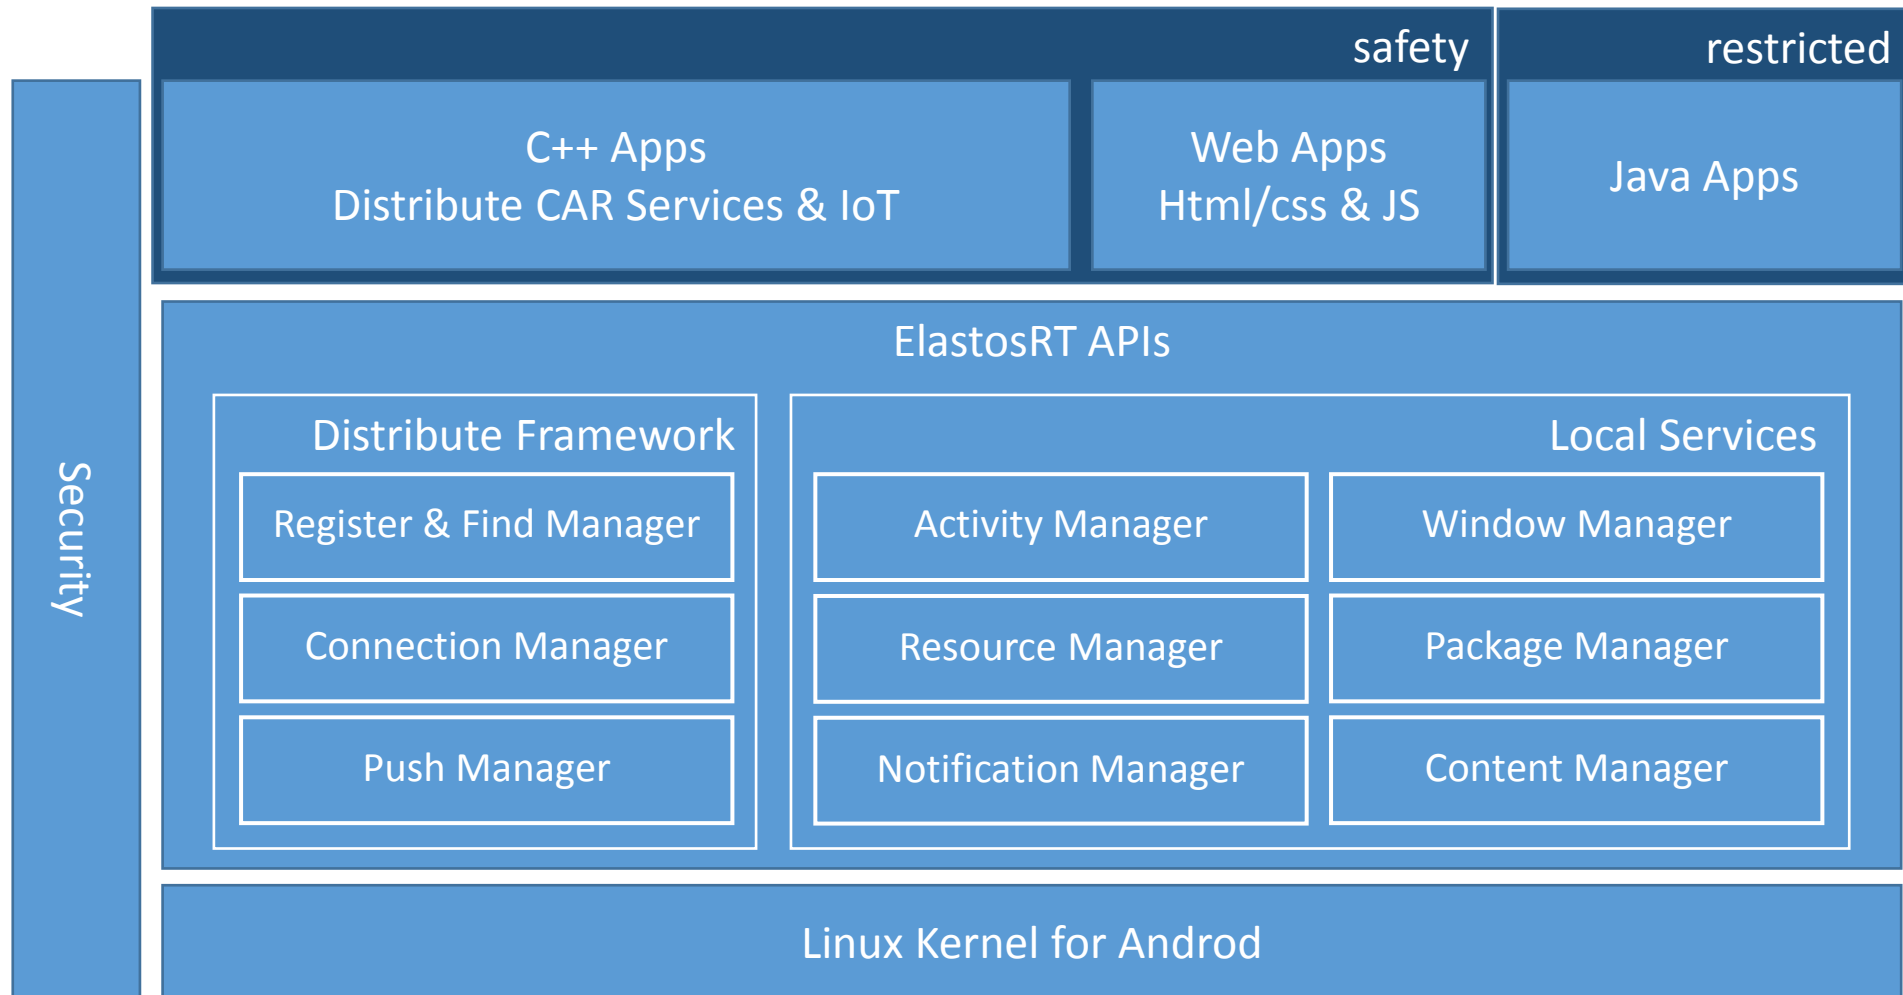 safety
restricted
C++ Apps
Distribute CAR Services & IoT
Web Apps
Html/css & JS
Java Apps
Security
ElastosRT APIs
Distribute Framework
Register & Find Manager
Connection Manager
Push Manager
Local Services
Activity Manager
Window Manager
Resource Manager
Package Manager
Notification Manager
Content Manager
Linux Kernel for Androd